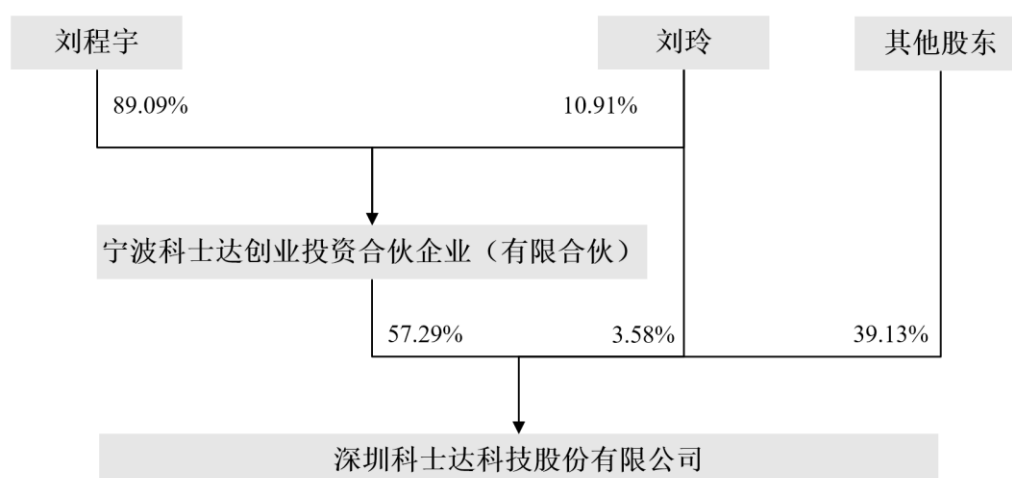 刘程宇
刘玲
其他股东
89.09%
10.91%
宁波科士达创业投资合伙企业（有限合伙）
57.29%
3.58%
39.13%
深圳科士达科技股份有限公司